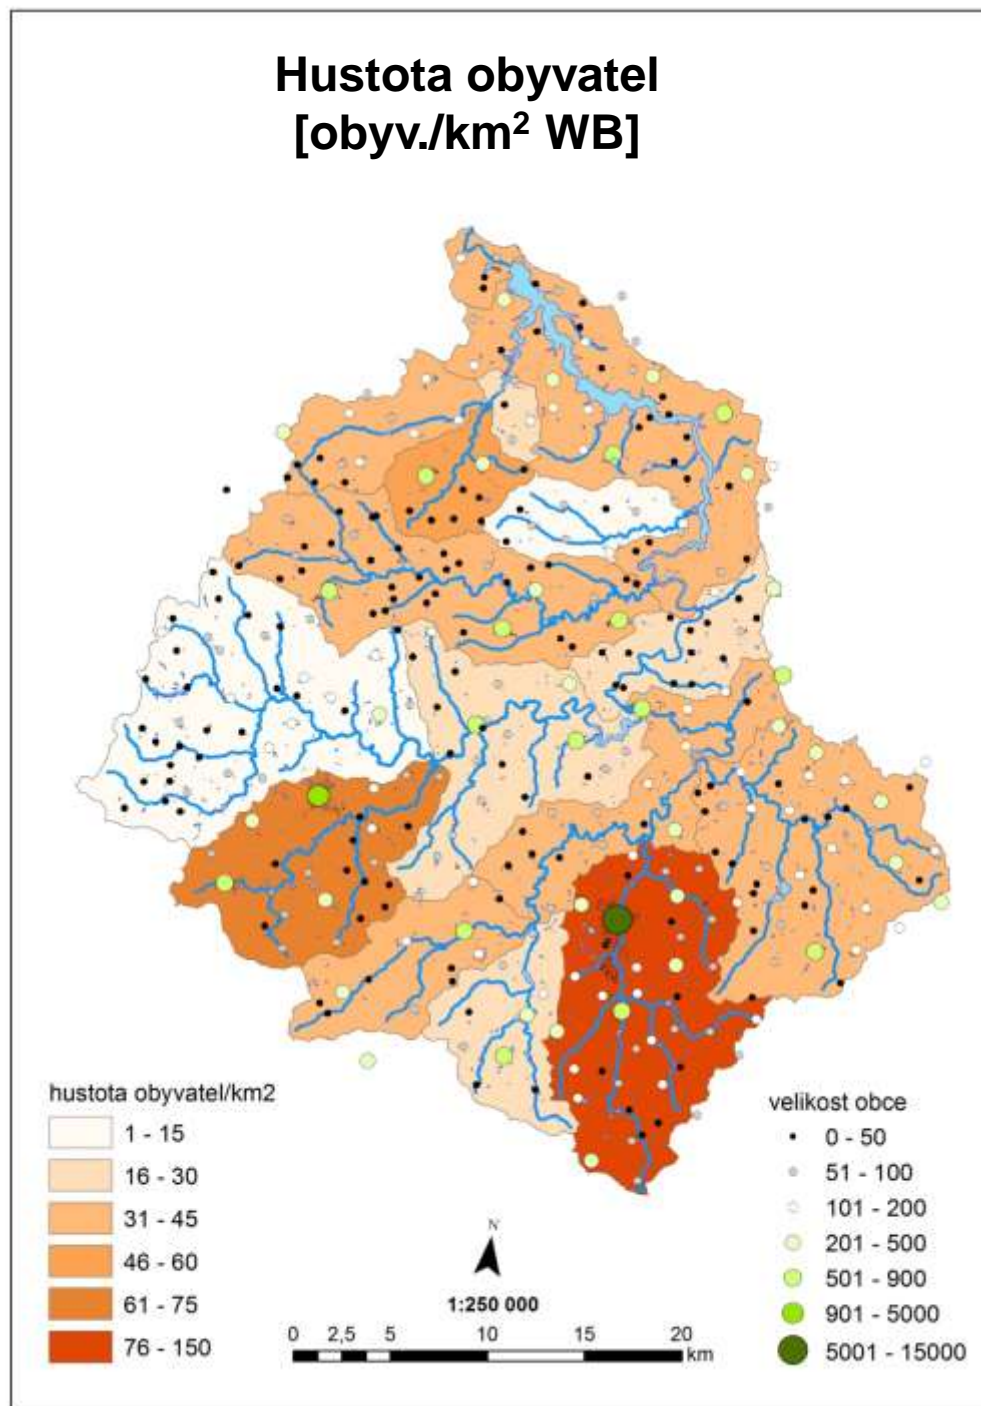 Hustota obyvatel
[obyv./km² WB]
hustota obyvatel/km2
1 - 15
16 - 30
31 - 45
46 - 60
61 - 75
76 - 150
N
1:250 000
0 2,5 5 10 15 20
km
velikost obce
0 - 50
51 - 100
101 - 200
201 - 500
501 - 900
901 - 5000
5001 - 15000